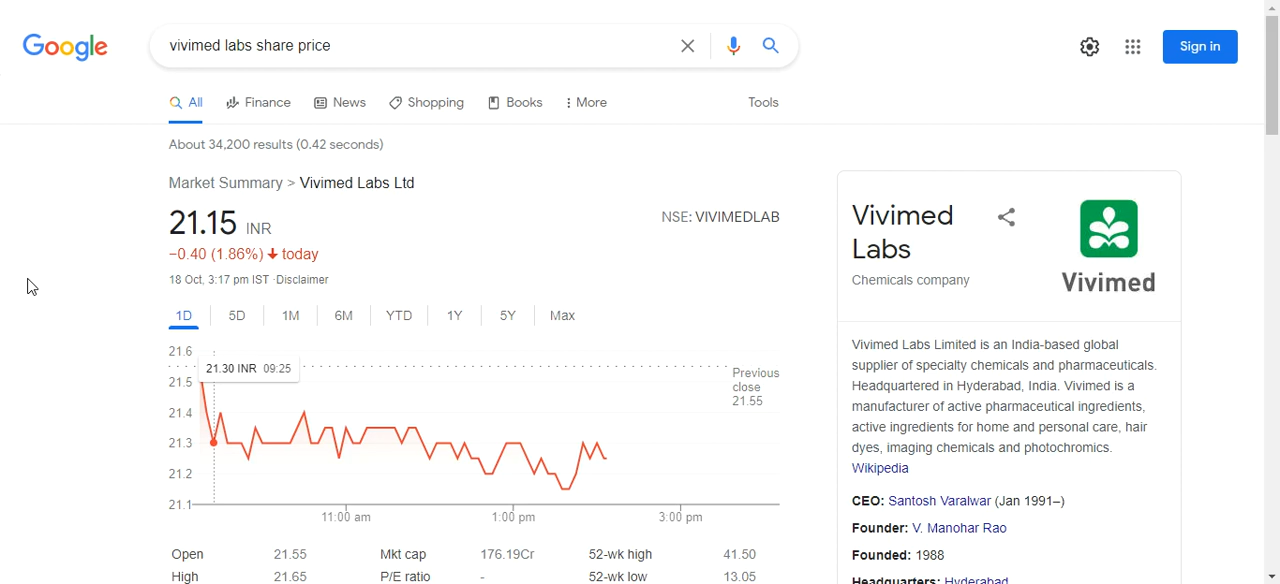 Google
vivimed labs share price
Sign in
All Finance News Shopping Books More Tools
About 34,200 results (0.42 seconds)
Market Summary > Vivimed Labs Ltd
21.15 INR
NSE: VIVIMEDLAB
−0.40 (1.86%) today
18 Oct, 3:17 pm IST ·Disclaimer
1D 5D 1M 6M YTD 1Y 5Y Max
21.6
21.30 INR 09:25
Previous
close
21.55
21.5
21.4
21.3
21.2
21.1
11:00 am 1:00 pm 3:00 pm
Open 21.55 Mkt cap 176.19Cr 52-wk high 41.50
High 21.65 P/E ratio - 52-wk low 13.05
Vivimed
Labs
Chemicals company
Vivimed
Vivimed Labs Limited is an India-based global
supplier of specialty chemicals and pharmaceuticals.
Headquartered in Hyderabad, India. Vivimed is a
manufacturer of active pharmaceutical ingredients,
active ingredients for home and personal care, hair
dyes, imaging chemicals and photochromics.
Wikipedia
CEO: Santosh Varalwar (Jan 1991–)
Founder: V. Manohar Rao
Founded: 1988
Headquarters: Hyderabad